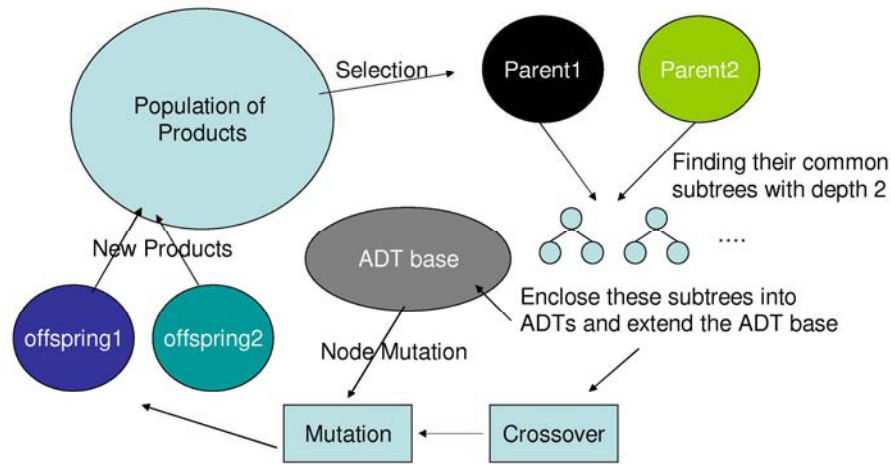 Population of
Products
Selection
Parent1
Parent2
Finding their common
subtrees with depth 2
....
New Products
ADT base
Enclose these subtrees into
ADTs and extend the ADT base
offspring1
offspring2
Node Mutation
Mutation
Crossover